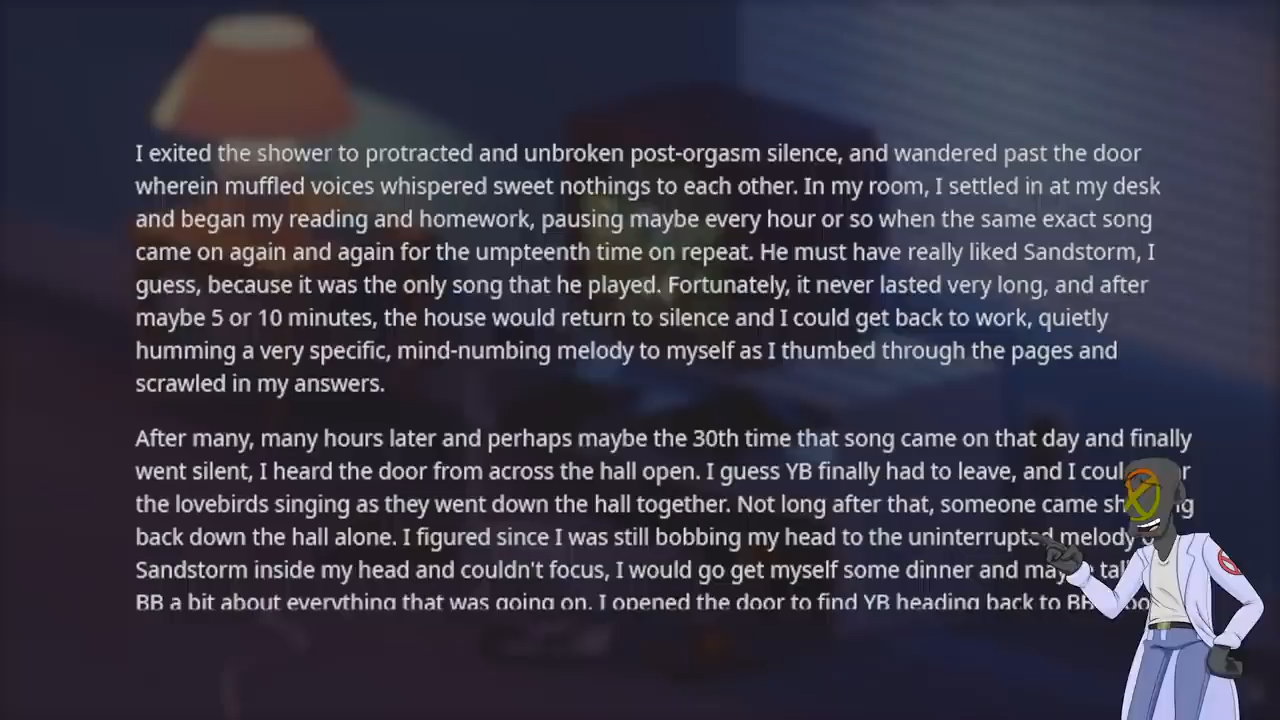 I exited the shower to protracted and unbroken post-orgasm silence, and wandered past the door
wherein muffled voices whispered sweet nothings to each other. In my room, I settled in at my desk
and began my reading and homework, pausing maybe every hour or so when the same exact song
came on again and again for the umpteenth time on repeat. He must have really liked Sandstorm, I
guess, because it was the only song that he played. Fortunately, it never lasted very long, and after
maybe 5 or 10 minutes, the house would return to silence and I could get back to work, quietly
humming a very specific, mind-numbing melody to myself as I thumbed through the pages and
scrawled in my answers.
After many, many hours later and perhaps maybe the 30th time that song came on that day and finally
went silent, I heard the door from across the hall open. I guess YB finally had to leave, and I
the lovebirds singing as they went down the hall together. Not long after that, someone came
back down the hall alone. I figured since I was still bobbing my head to the uninterrupted melody
Sandstorm inside my head and couldn't focus, I would go get myself some dinner and
BB a bit about everything that was going on. I opened the door to find YB heading back to